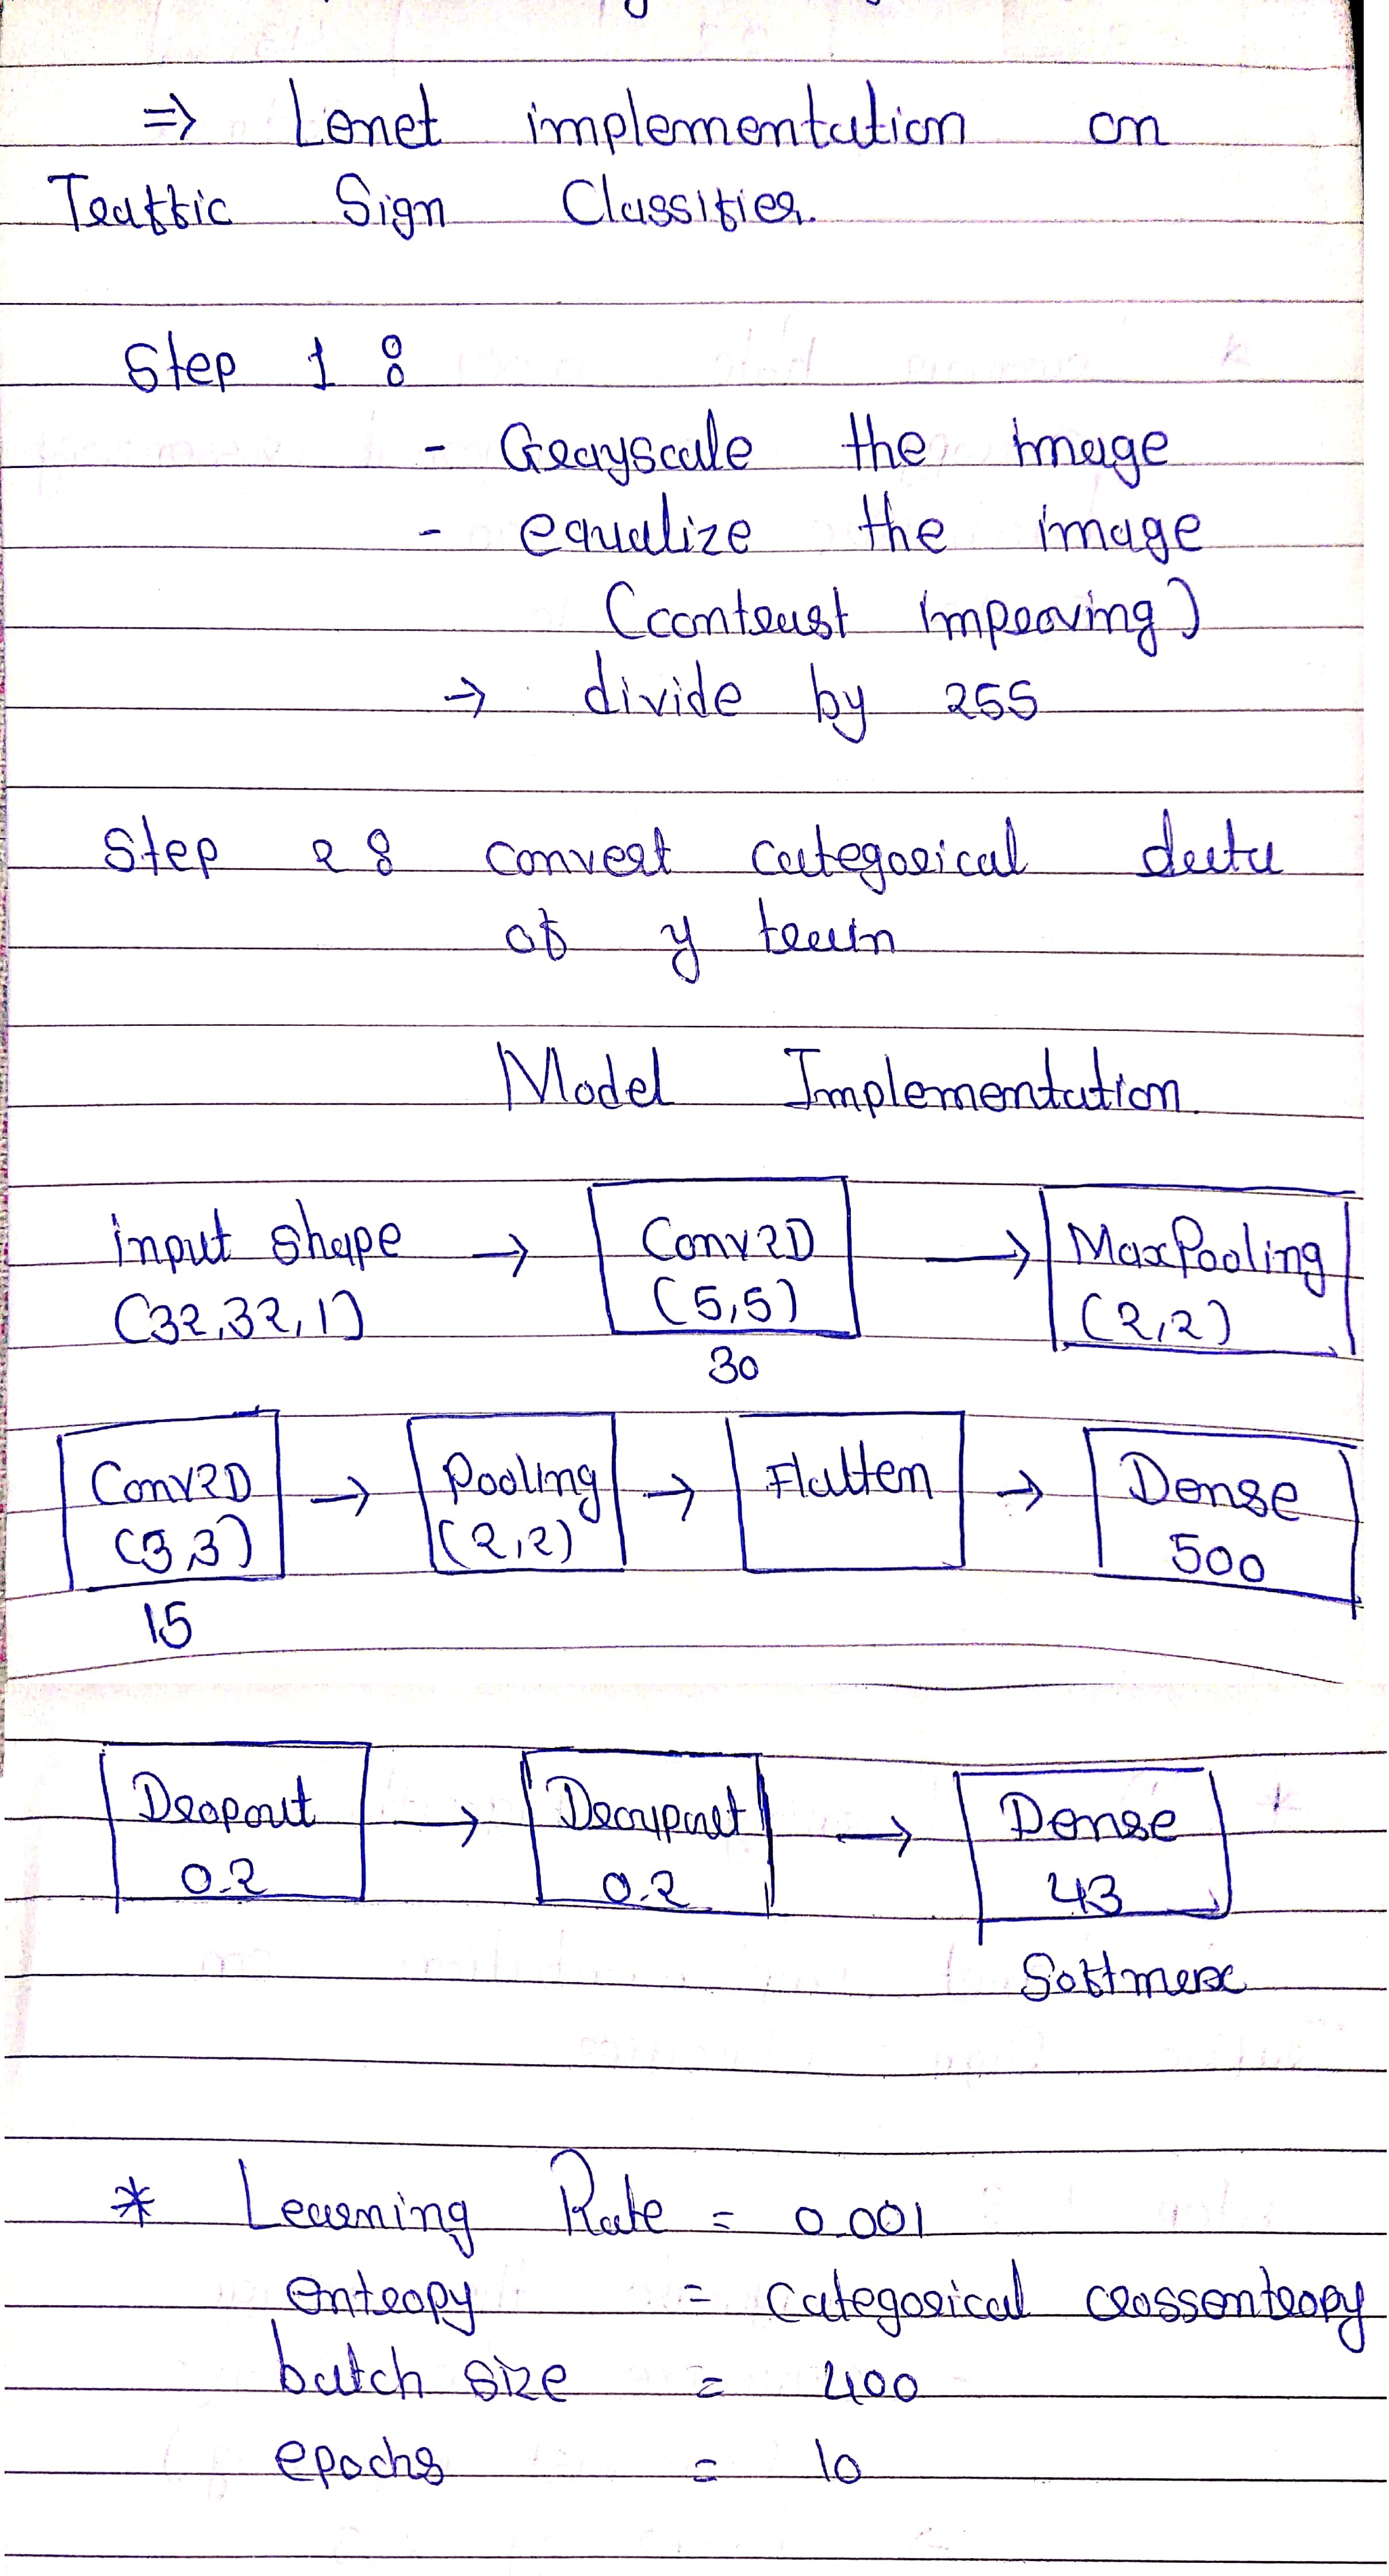 ⇒ Lenet implementation on
Traffic Sign Classifier.
Step 1 :
- Grayscale the image
- equalize the image
(contrast improving)
→ divide by 255
Step 2 : convert categorical data
of y train
Model Implementation.
input shape → Conv2D → MaxPooling
(32,32,1) (5,5) (2,2)
30
Conv2D → Pooling → Flatten → Dense
(3,3) (2,2) 500
15
Dropout → Dropout → Dense
0.2 0.2 43
Softmax
* Learning Rate = 0.001
entropy = categorical crossentropy
batch size = 400
epochs = 10